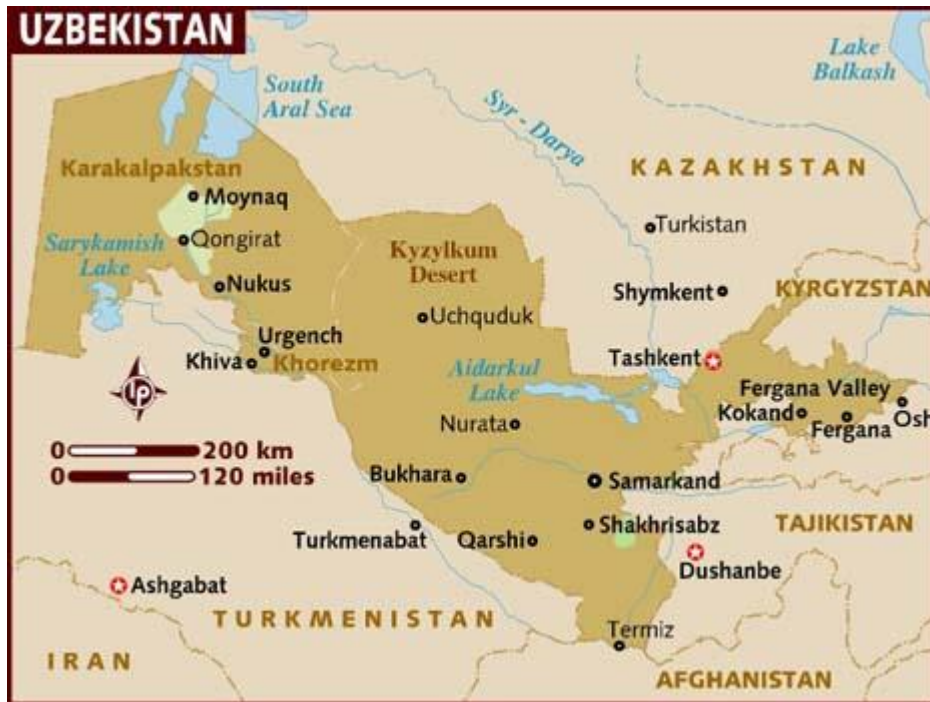 UZBEKISTAN
South
Aral Sea
Lake
Balkash
Syr - Darya
Karakalpakstan
KAZAKHSTAN
Moynaq
Turkistan
Qongirat
Sarykamish
Lake
Kyzylkum
Desert
Nukus
Shymkent
KYRGYZSTAN
Uchquduk
Urgench
Khiva
Khorezm
Tashkent
Aidarkul
Lake
Fergana Valley
LP
Kokand
Osh
Nurata
Fergana
0 200 km
0 120 miles
Bukhara
Samarkand
Turkmenabat
Qarshi
Shakhrisabz
TAJIKISTAN
Dushanbe
Ashgabat
TURKMENISTAN
Termiz
IRAN
AFGHANISTAN